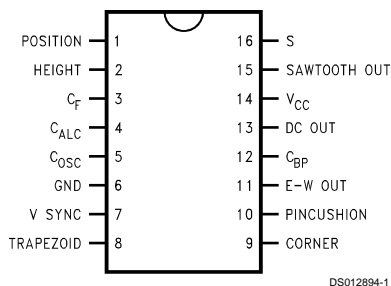 POSITION 1 16 S
HEIGHT 2 15 SAWTOOTH OUT
CF 3 14 VCC
CALC 4 13 DC OUT
COSC 5 12 CBP
GND 6 11 E-W OUT
V SYNC 7 10 PINCUSHION
TRAPEZOID 8 9 CORNER
DS012894-1